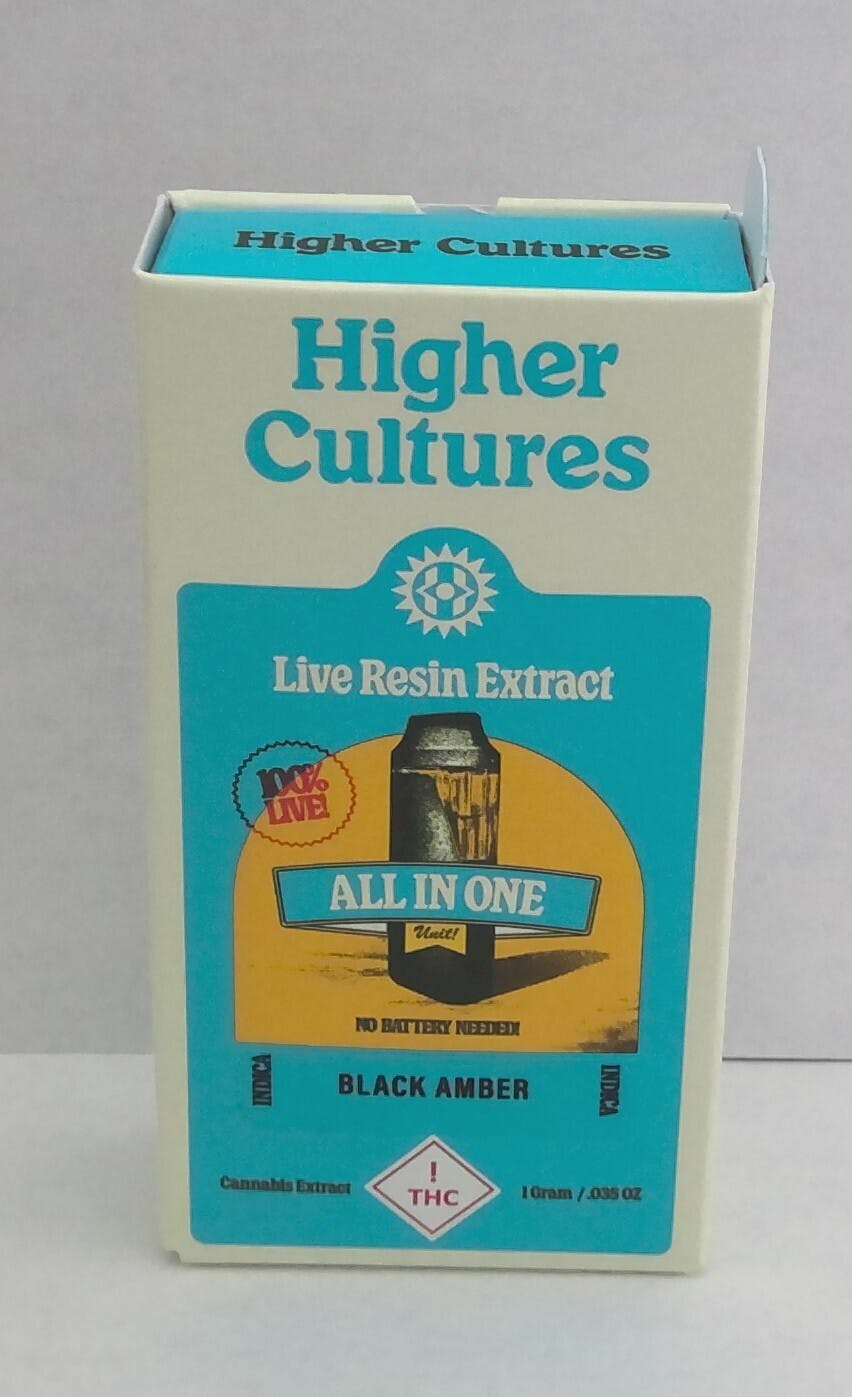 Higher Cultures
Higher
Cultures
Live Resin Extract
100%
LIVE!
ALL IN ONE
Unit!
NO BATTERY NEEDED!
INDICA
BLACK AMBER
INDICA
!
THC
Cannabis Extract
1 Gram / .035 OZ